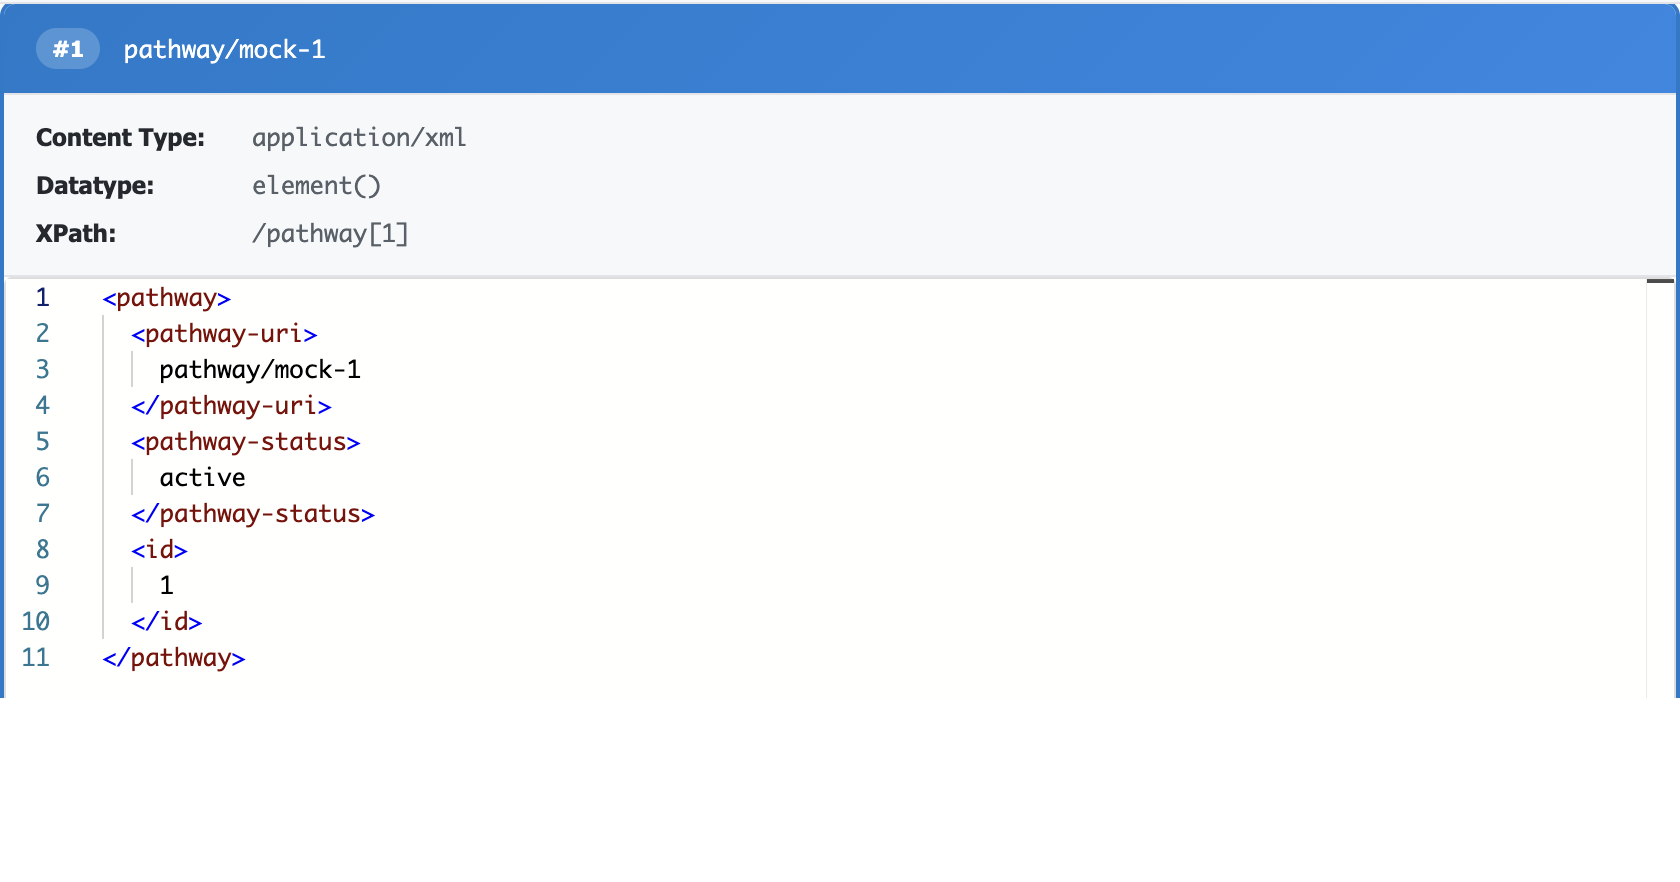 #1 pathway/mock-1
Content Type: application/xml
Datatype: element()
XPath: /pathway[1]
1 <pathway>
2 <pathway-uri>
3 pathway/mock-1
4 </pathway-uri>
5 <pathway-status>
6 active
7 </pathway-status>
8 <id>
9 1
10 </id>
11 </pathway>